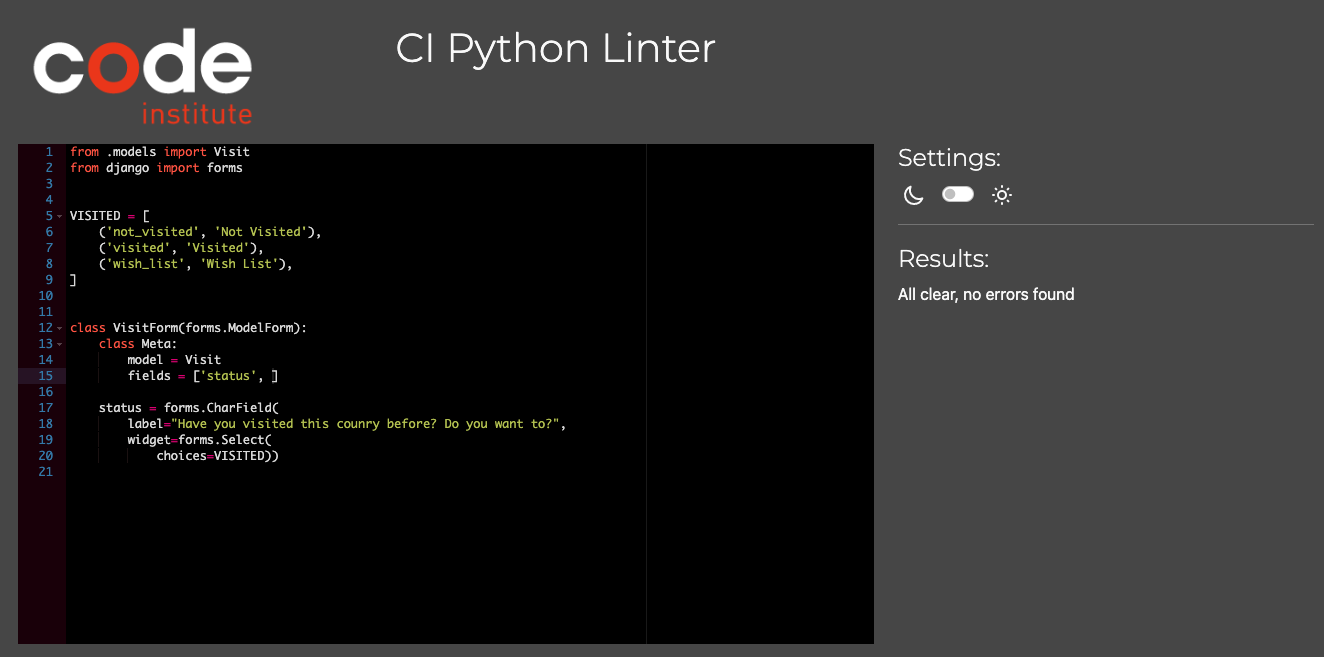 code
institute
CI Python Linter
1 from .models import Visit
2 from django import forms
3
4
5 VISITED = [
6     ('not_visited', 'Not Visited'),
7     ('visited', 'Visited'),
8     ('wish_list', 'Wish List'),
9 ]
10
11
12 class VisitForm(forms.ModelForm):
13     class Meta:
14         model = Visit
15         fields = ['status', ]
16
17     status = forms.CharField(
18         label="Have you visited this counry before? Do you want to?",
19         widget=forms.Select(
20             choices=VISITED))
21
Settings:
Results:
All clear, no errors found